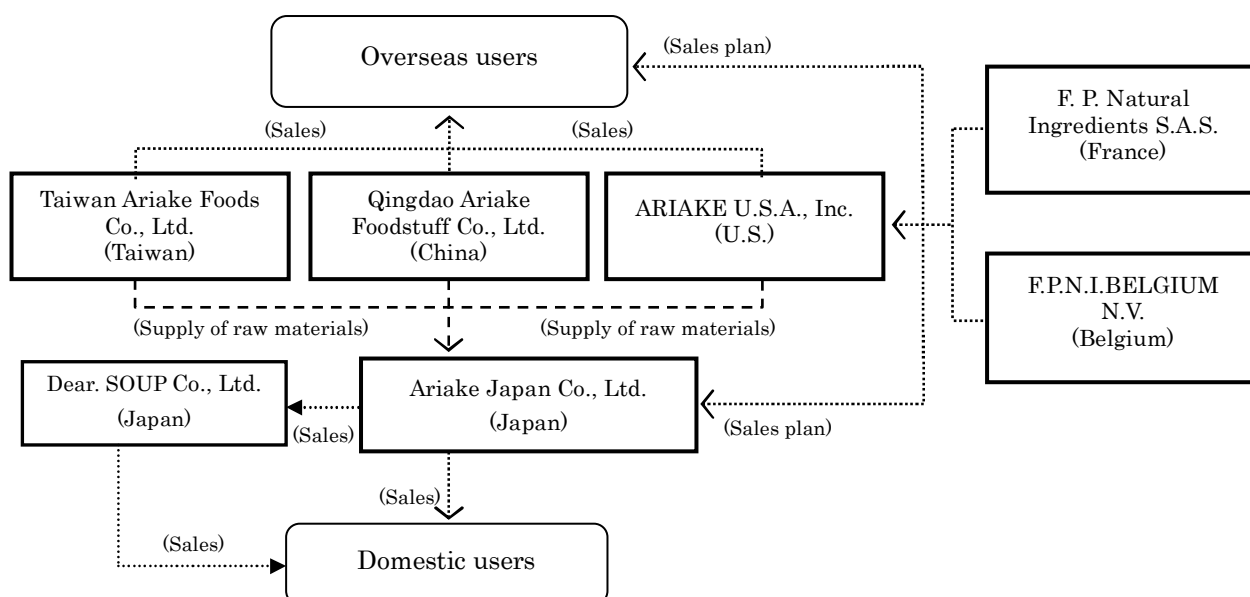 Overseas users
(Sales plan)
F. P. Natural
Ingredients S.A.S.
(France)
(Sales)
(Sales)
Taiwan Ariake Foods
Co., Ltd.
(Taiwan)
Qingdao Ariake
Foodstuff Co., Ltd.
(China)
ARIAKE U.S.A., Inc.
(U.S.)
F.P.N.I.BELGIUM
N.V.
(Belgium)
(Supply of raw materials)
(Supply of raw materials)
Dear. SOUP Co., Ltd.
(Japan)
(Sales)
Ariake Japan Co., Ltd.
(Japan)
(Sales plan)
(Sales)
(Sales)
Domestic users